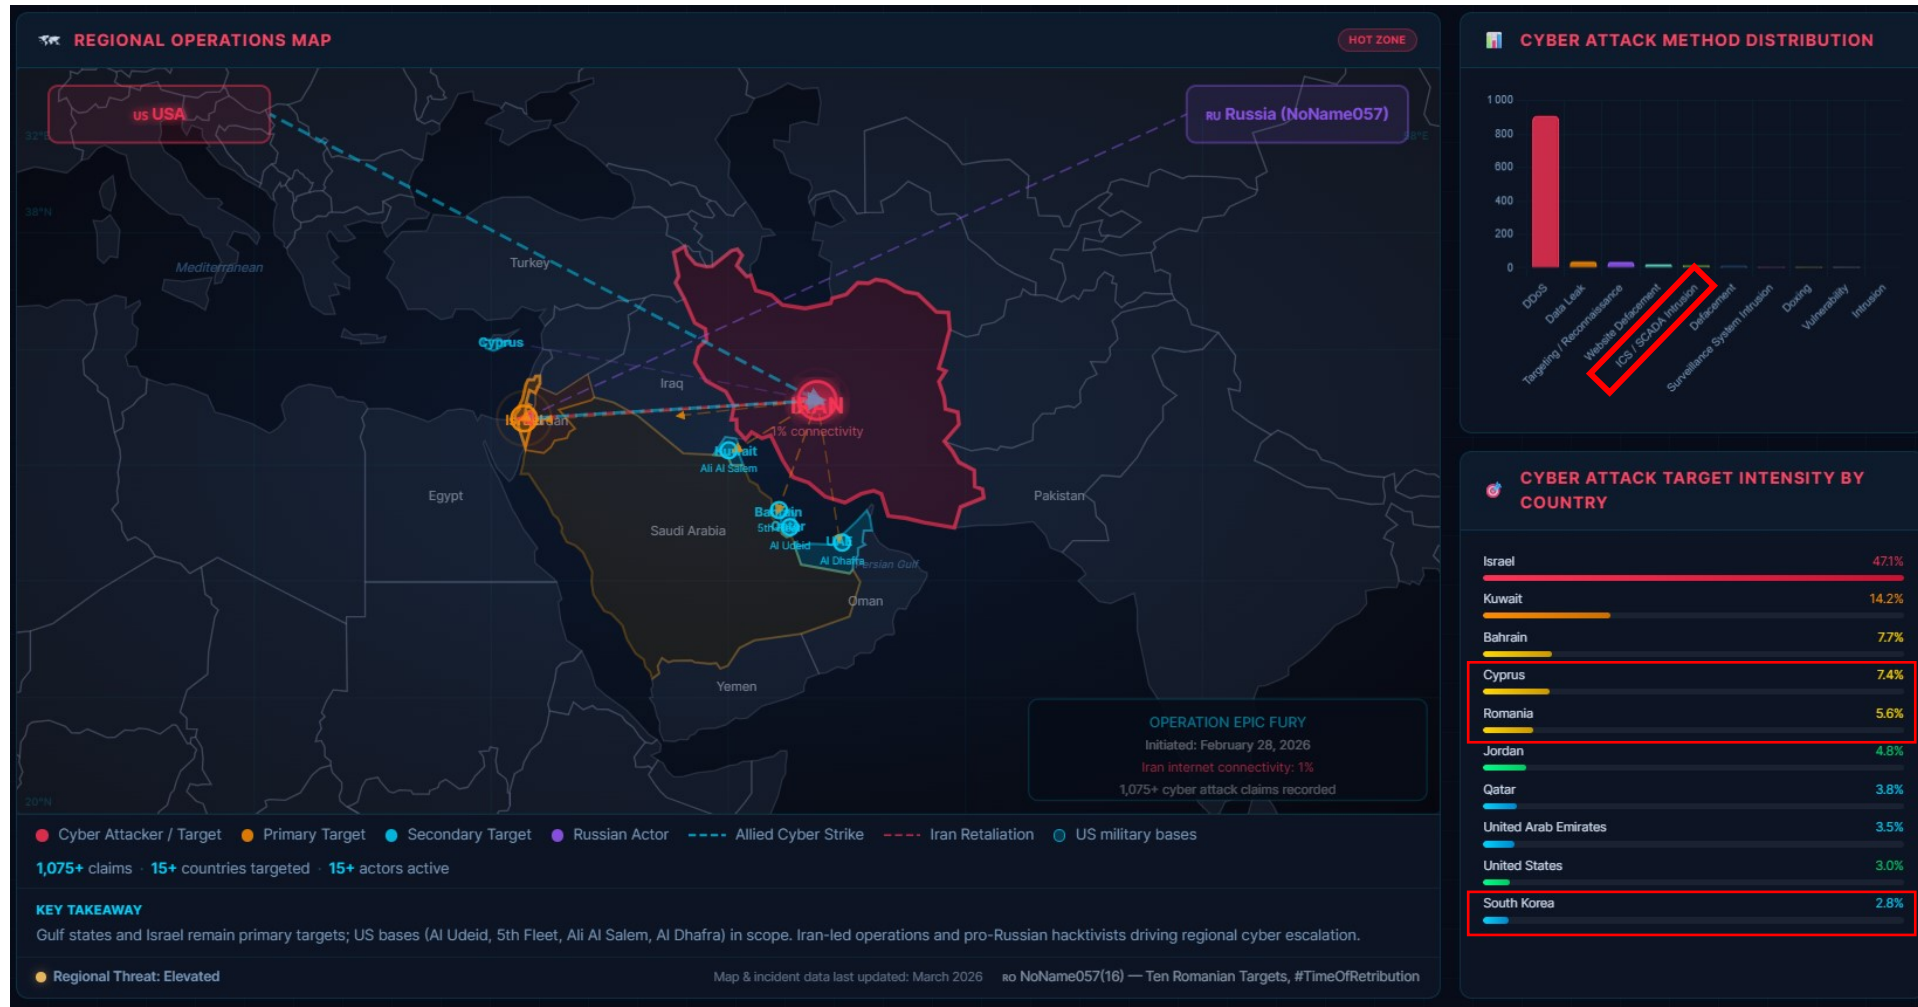 REGIONAL OPERATIONS MAP
HOT ZONE
US USA
RU Russia (NoName057)
32°
38°E
38°N
Mediterranean
Turkey
Cyprus
Iraq
IRAN
1% connectivity
Kuwait
Ali Al Salem
Egypt
Saudi Arabia
Bahrain
5th
Qatar
Al Udeid
UAE
Al Dhafra
Persian Gulf
Pakistan
Oman
Yemen
20°N
OPERATION EPIC FURY
Initiated: February 28, 2026
Iran internet connectivity: 1%
1,075+ cyber attack claims recorded
Cyber Attacker / Target
Primary Target
Secondary Target
Russian Actor
Allied Cyber Strike
Iran Retaliation
US military bases
1,075+ claims · 15+ countries targeted · 15+ actors active
KEY TAKEAWAY
Gulf states and Israel remain primary targets; US bases (Al Udeid, 5th Fleet, Ali Al Salem, Al Dhafra) in scope. Iran-led operations and pro-Russian hacktivists driving regional cyber escalation.
Regional Threat: Elevated
Map & incident data last updated: March 2026
RO NoName057(16) — Ten Romanian Targets, #TimeOfRetribution
CYBER ATTACK METHOD DISTRIBUTION
1 000
800
600
400
200
0
DDoS
Data Leak
Targeting / Reconnaissance
Website Defacement
ICS / SCADA Intrusion
Defacement
Surveillance System Intrusion
Doxing
Vulnerability
Intrusion
CYBER ATTACK TARGET INTENSITY BY
COUNTRY
Israel 47.1%
Kuwait 14.2%
Bahrain 7.7%
Cyprus 7.4%
Romania 5.6%
Jordan 4.8%
Qatar 3.8%
United Arab Emirates 3.5%
United States 3.0%
South Korea 2.8%